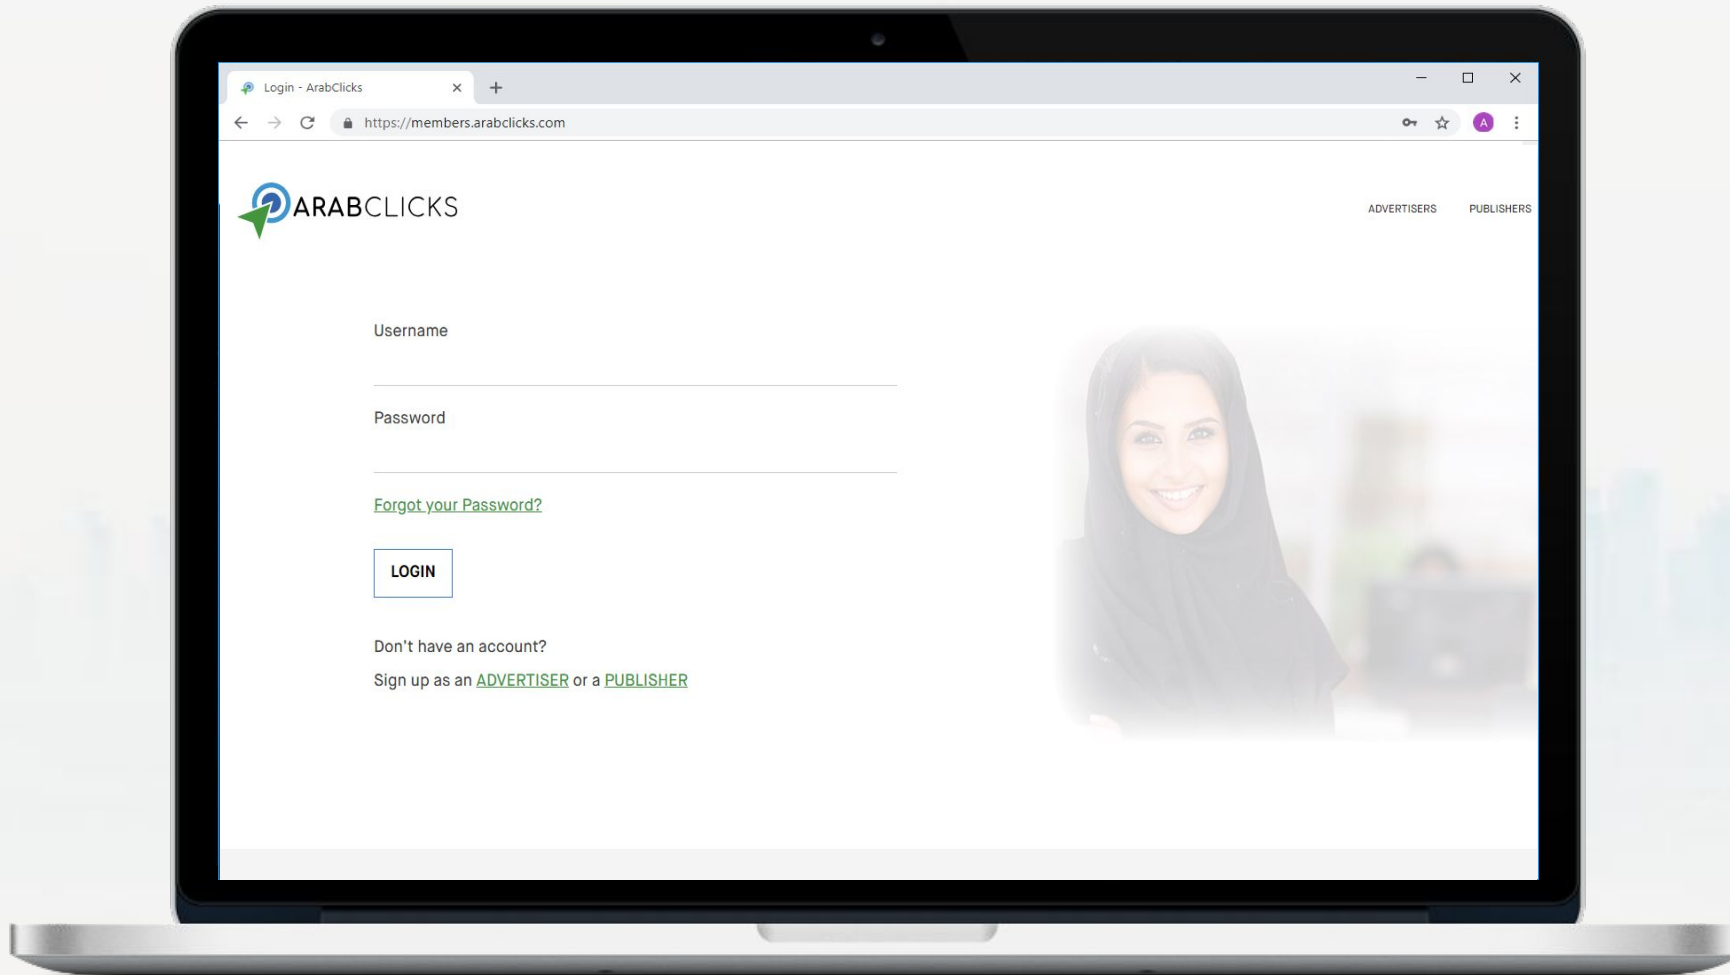 Login - ArabClicks
https://members.arabclicks.com
A
ARABCLICKS
ADVERTISERS PUBLISHERS
Username
Password
Forgot your Password?
LOGIN
Don't have an account?
Sign up as an ADVERTISER or a PUBLISHER